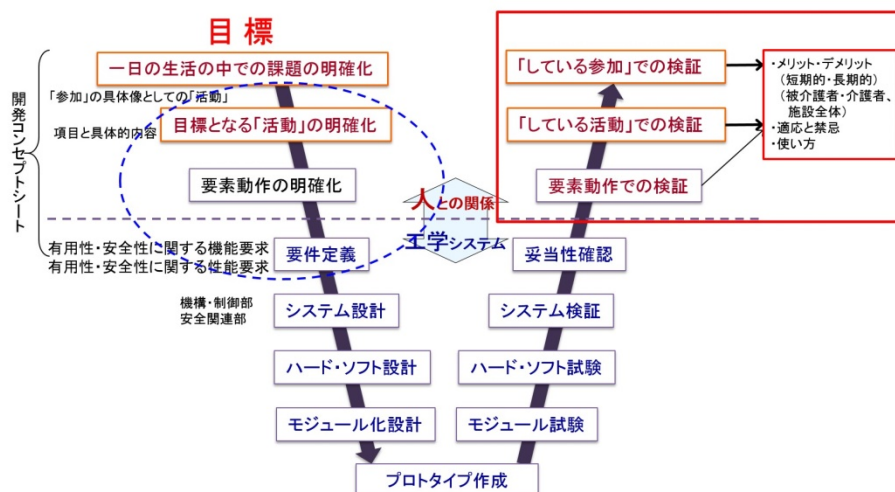 目標
一日の生活の中での課題の明確化
「参加」の具体像としての「活動」
目標となる「活動」の明確化
項目と具体的内容
要素動作の明確化
開発コンセプトシート
有用性・安全性に関する機能要求
有用性・安全性に関する性能要求
要件定義
機構・制御部
安全関連部
システム設計
ハード・ソフト設計
モジュール化設計
プロトタイプ作成
人との関係
工学システム
「している参加」での検証
「している活動」での検証
要素動作での検証
妥当性確認
システム検証
ハード・ソフト試験
モジュール試験
・メリット・デメリット
(短期的・長期的)
(被介護者・介護者、
施設全体)
・適応と禁忌
・使い方